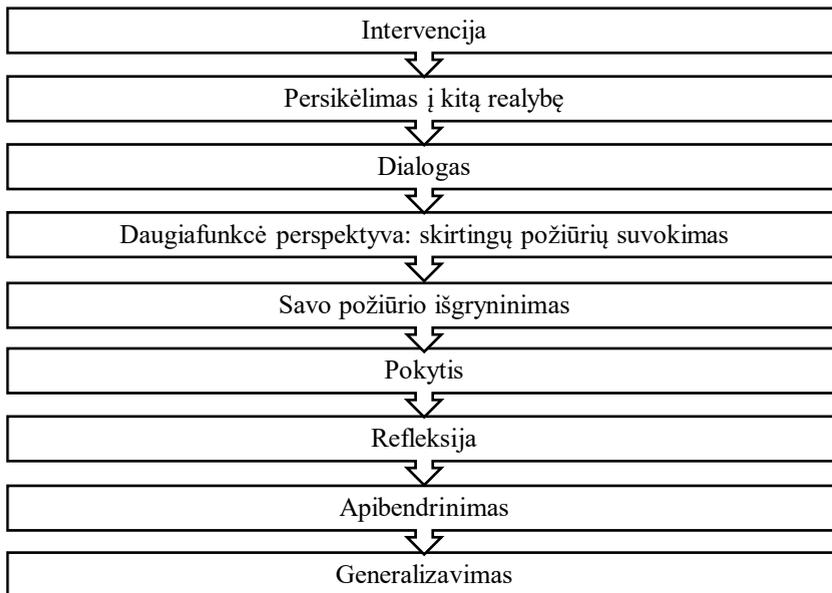 Intervencija
Persikėlimas į kitą realybę
Dialogas
Daugiafunkcė perspektyva: skirtingų požiūrių suvokimas
Savo požiūrio išgryninimas
Pokytis
Refleksija
Apibendrinimas
Generalizavimas